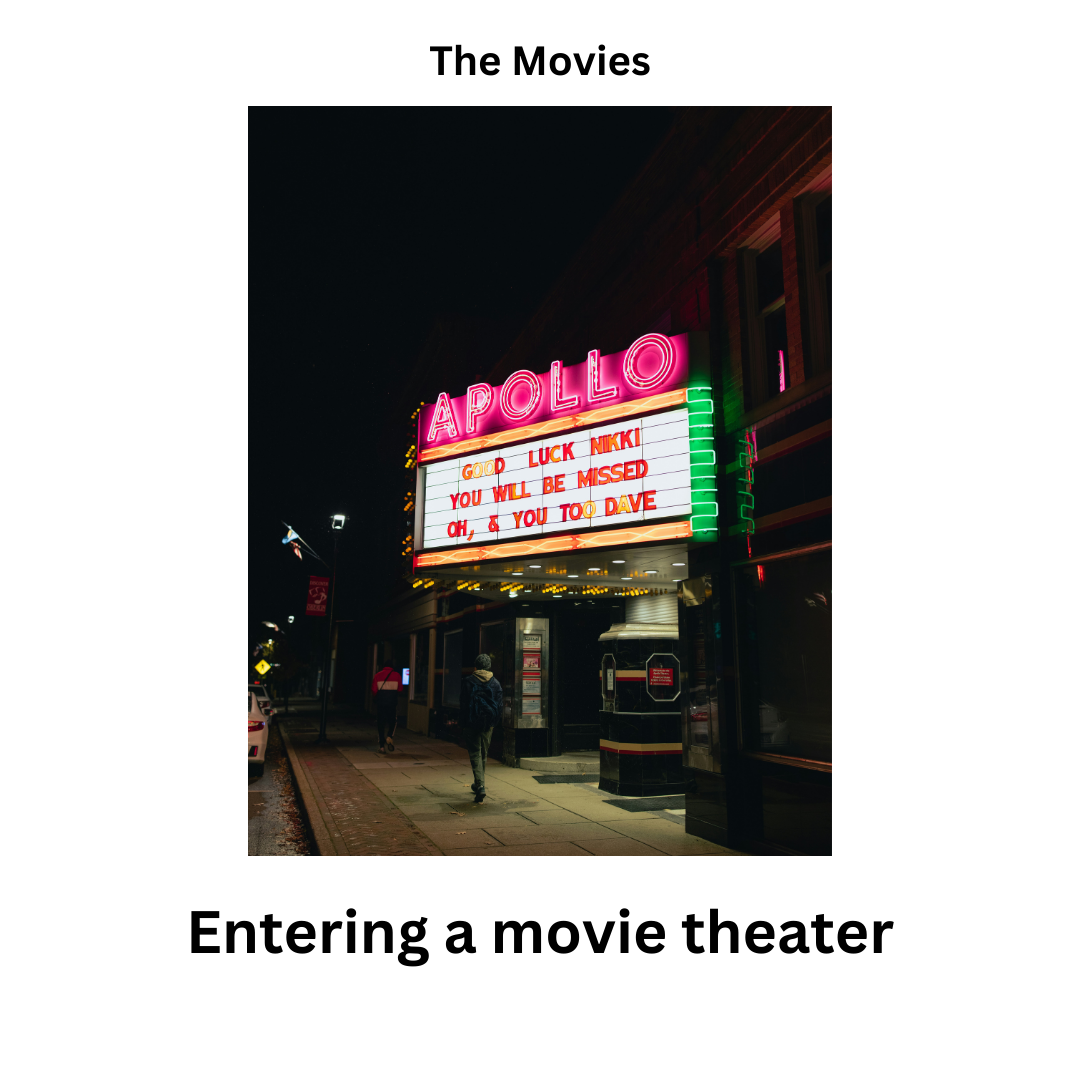 The Movies
APOLLO
GOOD LUCK NIKKI
YOU WILL BE MISSED
OH, & YOU TOO DAVE
Entering a movie theater